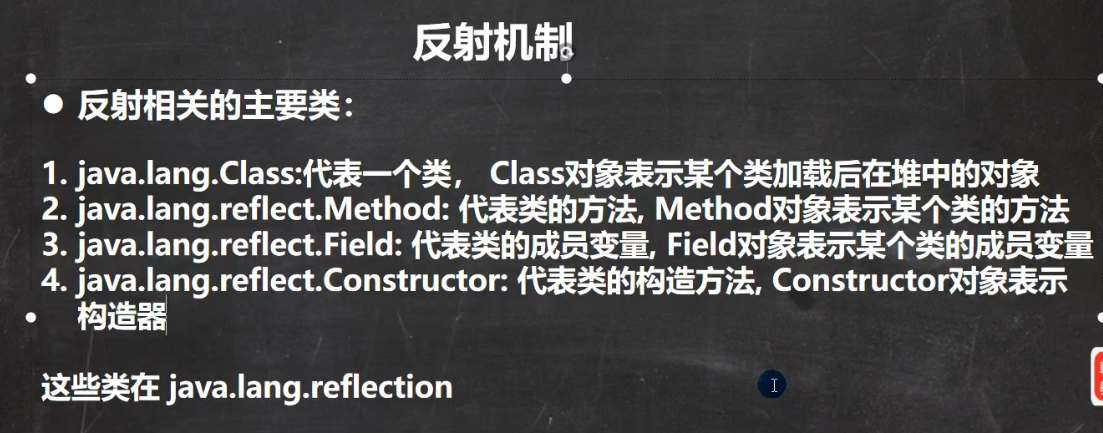 反射机制
● 反射相关的主要类：
1. java.lang.Class:代表一个类， Class对象表示某个类加载后在堆中的对象
2. java.lang.reflect.Method: 代表类的方法, Method对象表示某个类的方法
3. java.lang.reflect.Field: 代表类的成员变量, Field对象表示某个类的成员变量
4. java.lang.reflect.Constructor: 代表类的构造方法, Constructor对象表示
构造器
这些类在 java.lang.reflection